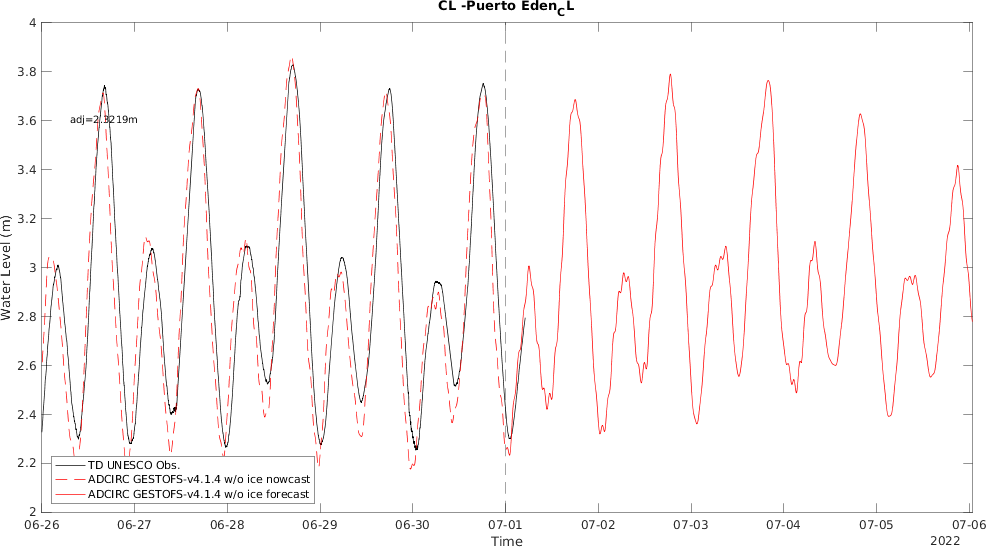 CL -Puerto Eden_CL
4
3.8
3.6
3.4
3.2
3
2.8
2.6
2.4
2.2
2
Water Level (m)
adj=2.3219m
TD UNESCO Obs.
ADCIRC GESTOFS-v4.1.4 w/o ice nowcast
ADCIRC GESTOFS-v4.1.4 w/o ice forecast
06-26 06-27 06-28 06-29 06-30 07-01 07-02 07-03 07-04 07-05 07-06
Time
2022